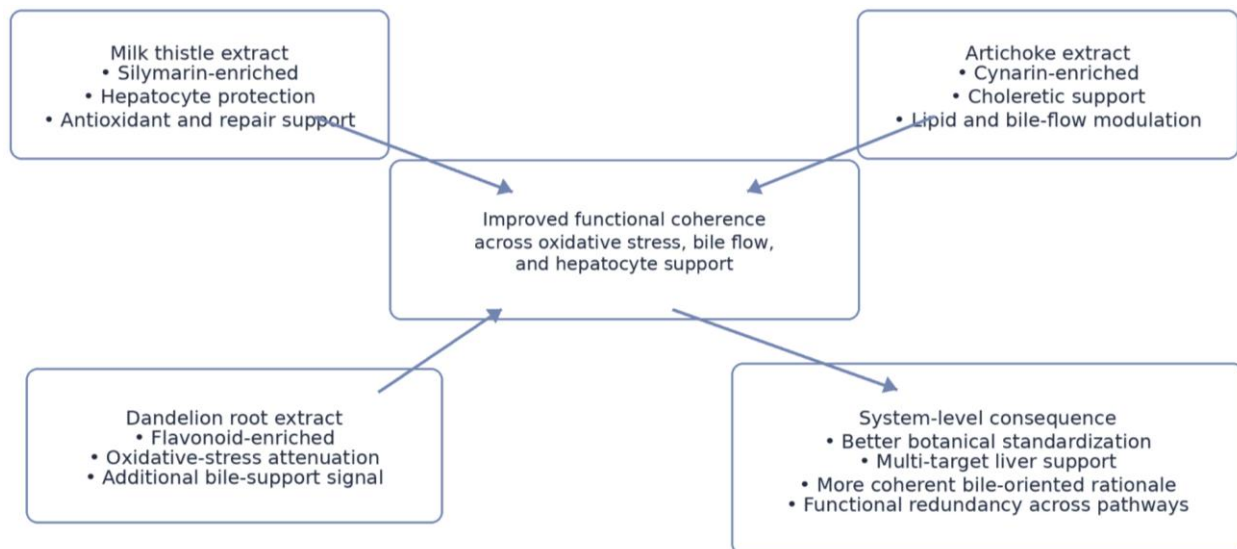 Milk thistle extract
• Silymarin-enriched
• Hepatocyte protection
• Antioxidant and repair support
Artichoke extract
• Cynarin-enriched
• Choleretic support
• Lipid and bile-flow modulation
Improved functional coherence
across oxidative stress, bile flow,
and hepatocyte support
Dandelion root extract
• Flavonoid-enriched
• Oxidative-stress attenuation
• Additional bile-support signal
System-level consequence
• Better botanical standardization
• Multi-target liver support
• More coherent bile-oriented rationale
• Functional redundancy across pathways